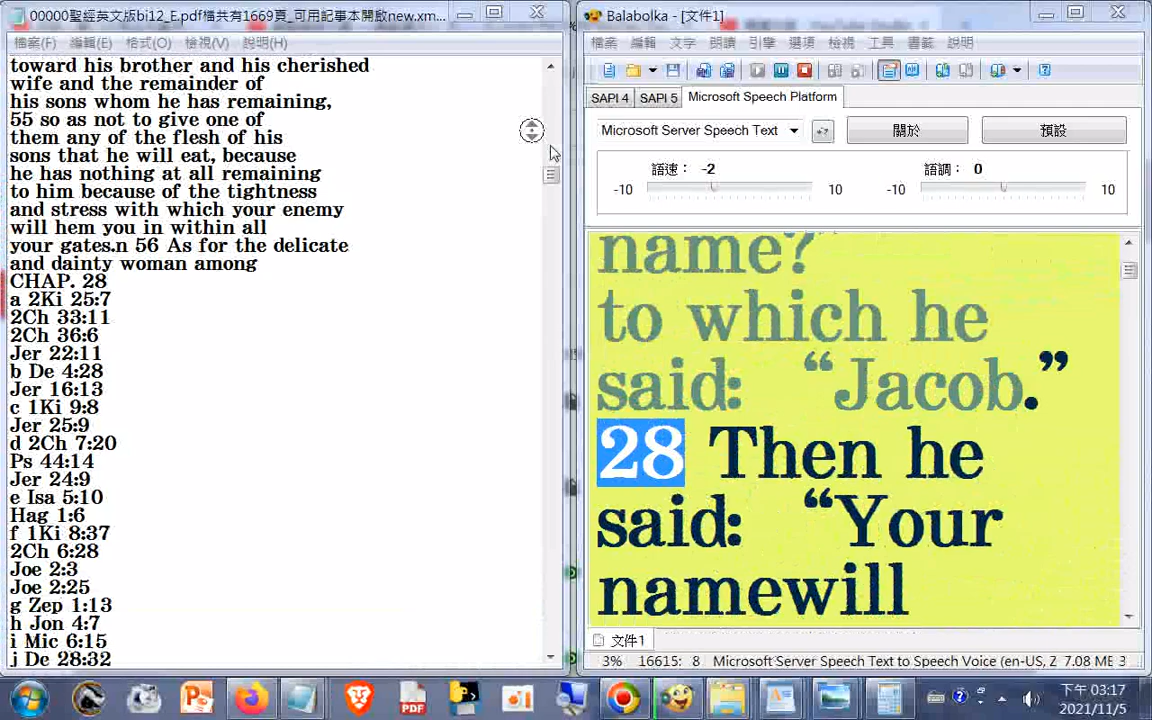 00000聖經英文版bi12_E.pdf檔共有1669頁_可用記事本開啟new.xm...
檔案(F) 編輯(E) 格式(O) 檢視(V) 說明(H)
toward his brother and his cherished
wife and the remainder of
his sons whom he has remaining,
55 so as not to give one of
them any of the flesh of his
sons that he will eat, because
he has nothing at all remaining
to him because of the tightness
and stress with which your enemy
will hem you in within all
your gates.n 56 As for the delicate
and dainty woman among
CHAP. 28
a 2Ki 25:7
2Ch 33:11
2Ch 36:6
Jer 22:11
b De 4:28
Jer 16:13
c 1Ki 9:8
Jer 25:9
d 2Ch 7:20
Ps 44:14
Jer 24:9
e Isa 5:10
Hag 1:6
f 1Ki 8:37
2Ch 6:28
Joe 2:3
Joe 2:25
g Zep 1:13
h Jon 4:7
i Mic 6:15
j De 28:32
Balabolka - [文件1]
檔案 編輯 文字 朗讀 引擎 選項 檢視 工具 書籤 說明
SAPI 4 SAPI 5 Microsoft Speech Platform
Microsoft Server Speech Text 關於 預設
語速： -2 語調： 0
-10 10 -10 10
name?
to which he
said: “Jacob.”
28 Then he
said: “Your
namewill
文件1
3% 16615: 8 Microsoft Server Speech Text to Speech Voice (en-US, Z 7.08 ME 3
PDF
下午 03:17
2021/11/5